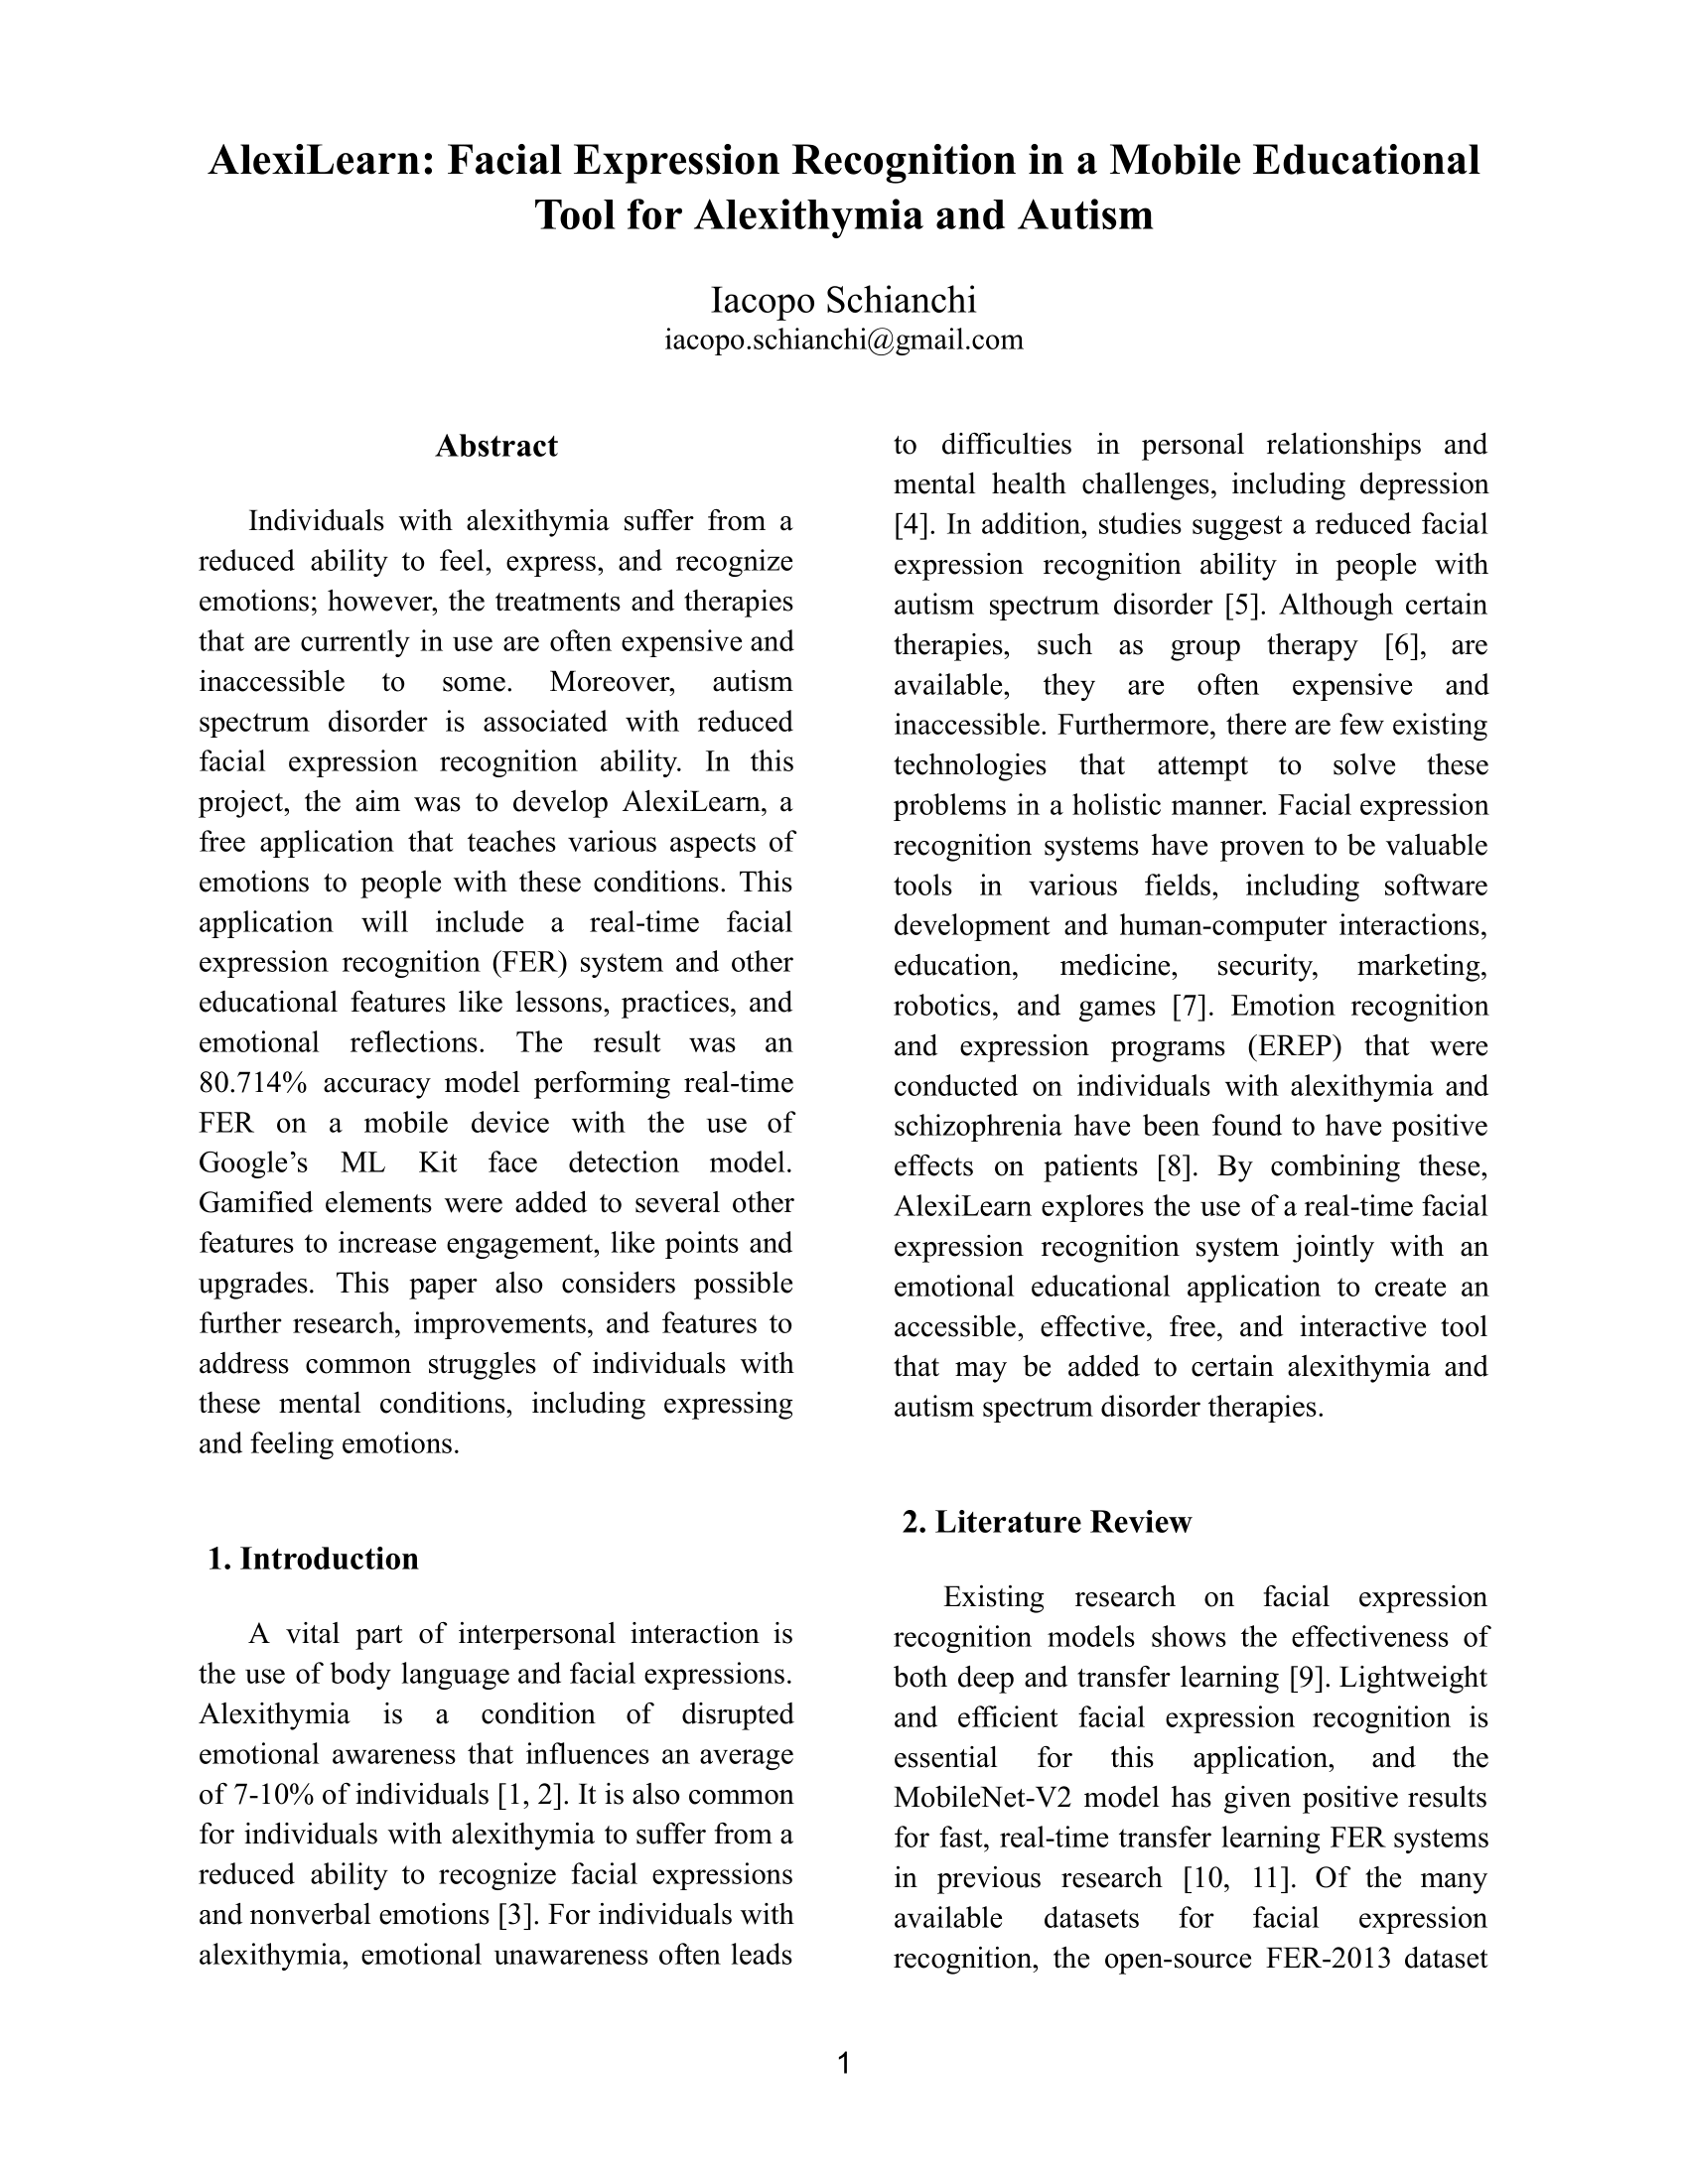 AlexiLearn: Facial Expression Recognition in a Mobile Educational
Tool for Alexithymia and Autism
Iacopo Schianchi
iacopo.schianchi@gmail.com
Abstract
Individuals with alexithymia suffer from a
reduced ability to feel, express, and recognize
emotions; however, the treatments and therapies
that are currently in use are often expensive and
inaccessible to some. Moreover, autism
spectrum disorder is associated with reduced
facial expression recognition ability. In this
project, the aim was to develop AlexiLearn, a
free application that teaches various aspects of
emotions to people with these conditions. This
application will include a real-time facial
expression recognition (FER) system and other
educational features like lessons, practices, and
emotional reflections. The result was an
80.714% accuracy model performing real-time
FER on a mobile device with the use of
Google’s ML Kit face detection model.
Gamified elements were added to several other
features to increase engagement, like points and
upgrades. This paper also considers possible
further research, improvements, and features to
address common struggles of individuals with
these mental conditions, including expressing
and feeling emotions.
1. Introduction
A vital part of interpersonal interaction is
the use of body language and facial expressions.
Alexithymia is a condition of disrupted
emotional awareness that influences an average
of 7-10% of individuals [1, 2]. It is also common
for individuals with alexithymia to suffer from a
reduced ability to recognize facial expressions
and nonverbal emotions [3]. For individuals with
alexithymia, emotional unawareness often leads
to difficulties in personal relationships and
mental health challenges, including depression
[4]. In addition, studies suggest a reduced facial
expression recognition ability in people with
autism spectrum disorder [5]. Although certain
therapies, such as group therapy [6], are
available, they are often expensive and
inaccessible. Furthermore, there are few existing
technologies that attempt to solve these
problems in a holistic manner. Facial expression
recognition systems have proven to be valuable
tools in various fields, including software
development and human-computer interactions,
education, medicine, security, marketing,
robotics, and games [7]. Emotion recognition
and expression programs (EREP) that were
conducted on individuals with alexithymia and
schizophrenia have been found to have positive
effects on patients [8]. By combining these,
AlexiLearn explores the use of a real-time facial
expression recognition system jointly with an
emotional educational application to create an
accessible, effective, free, and interactive tool
that may be added to certain alexithymia and
autism spectrum disorder therapies.
2. Literature Review
Existing research on facial expression
recognition models shows the effectiveness of
both deep and transfer learning [9]. Lightweight
and efficient facial expression recognition is
essential for this application, and the
MobileNet-V2 model has given positive results
for fast, real-time transfer learning FER systems
in previous research [10, 11]. Of the many
available datasets for facial expression
recognition, the open-source FER-2013 dataset
1